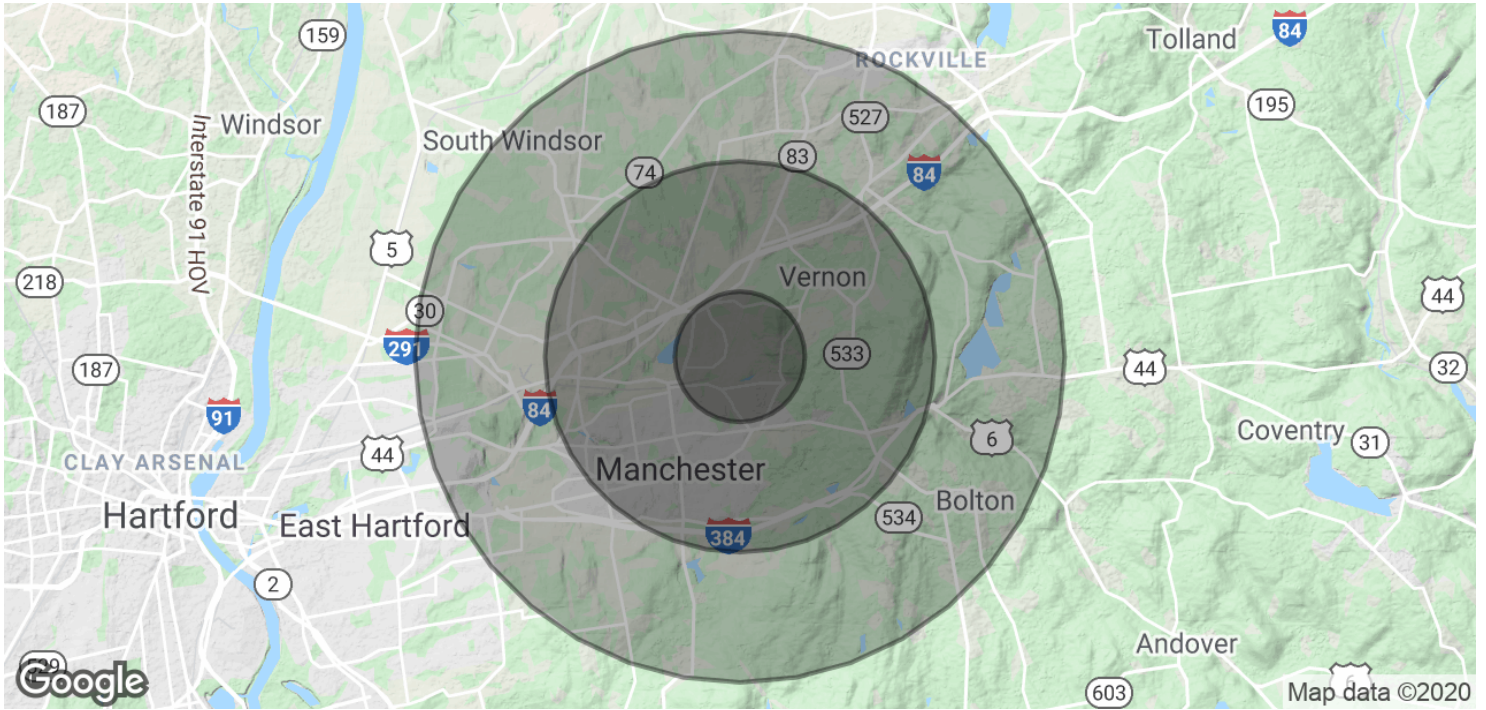 159
84
Tolland
ROCKVILLE
187
195
527
Windsor
South Windsor
83
74
84
Interstate 91 HOV
5
Vernon
218
44
30
291
533
187
44
32
84
91
6
Coventry
31
44
CLAY ARSENAL
Manchester
Bolton
Hartford
East Hartford
534
384
2
Andover
Google
6
603
Map data ©2020